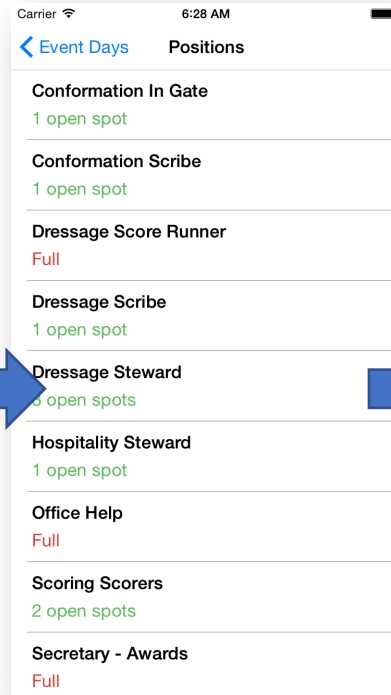 Carrier 6:28 AM
Event Days Positions
Conformation In Gate
1 open spot
Conformation Scribe
1 open spot
Dressage Score Runner
Full
Dressage Scribe
1 open spot
Dressage Steward
open spots
Hospitality Steward
1 open spot
Office Help
Full
Scoring Scorers
2 open spots
Secretary - Awards
Full